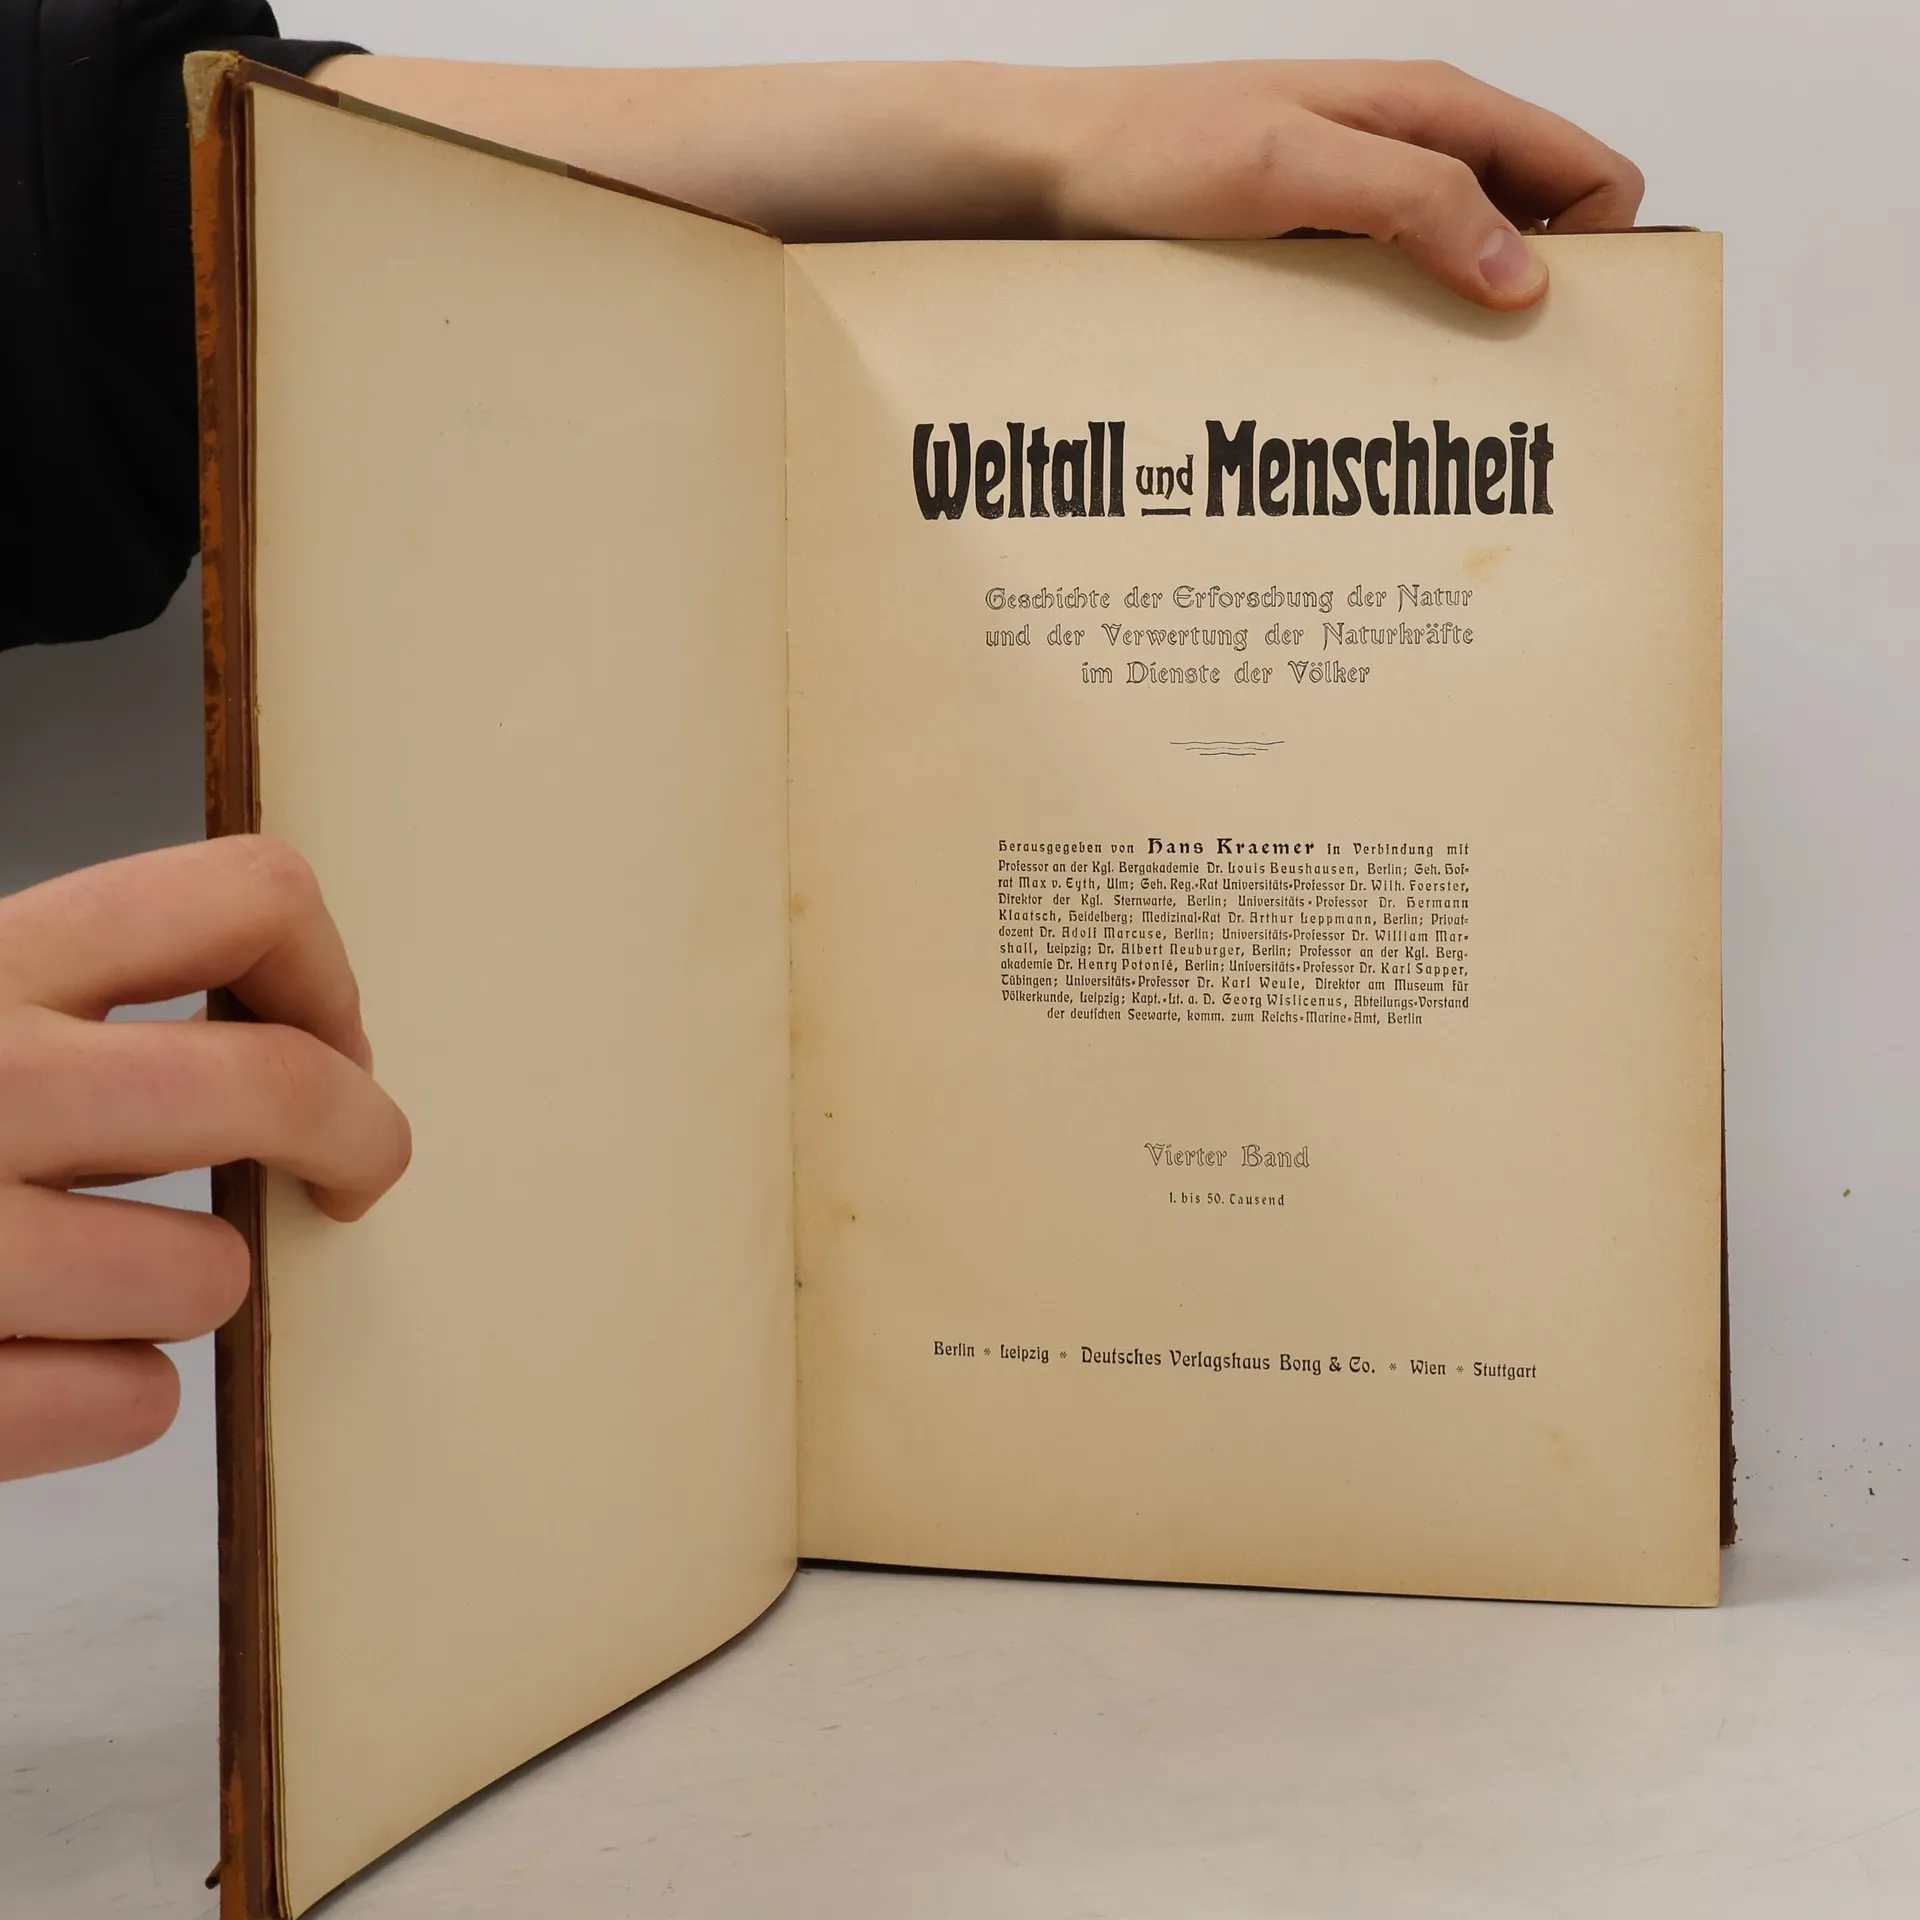 Weltall und Menschheit
Geschichte der Erforschung der Natur
und der Verwertung der Naturkräfte
im Dienste der Völker
Herausgegeben von Hans Kraemer in Verbindung mit
Professor an der Kgl. Bergakademie Dr. Louis Beushausen, Berlin; Geh. Hof-
rat Max v. Eyth, Ulm; Geh. Reg.-Rat Universitäts-Professor Dr. Wilh. Foerster,
Direktor der Kgl. Sternwarte, Berlin; Universitäts-Professor Dr. Hermann
Klaatsch, Heidelberg; Medizinal-Rat Dr. Arthur Leppmann, Berlin; Privat-
dozent Dr. Adolf Marcuse, Berlin; Universitäts-Professor Dr. William Mar-
shall, Leipzig; Dr. Albert Neuburger, Berlin; Professor an der Kgl. Berg-
akademie Dr. Henry Potonié, Berlin; Universitäts-Professor Dr. Karl Sapper,
Tübingen; Universitäts-Professor Dr. Karl Weule, Direktor am Museum für
Völkerkunde, Leipzig; Kapt.-Lt. a. D. Georg Wislicenus, Abteilungs-Vorstand
der deutschen Seewarte, komm. zum Reichs-Marine-Amt, Berlin
Vierter Band
1. bis 50. Tausend
Berlin * Leipzig * Deutsches Verlagshaus Bong & Co. * Wien * Stuttgart